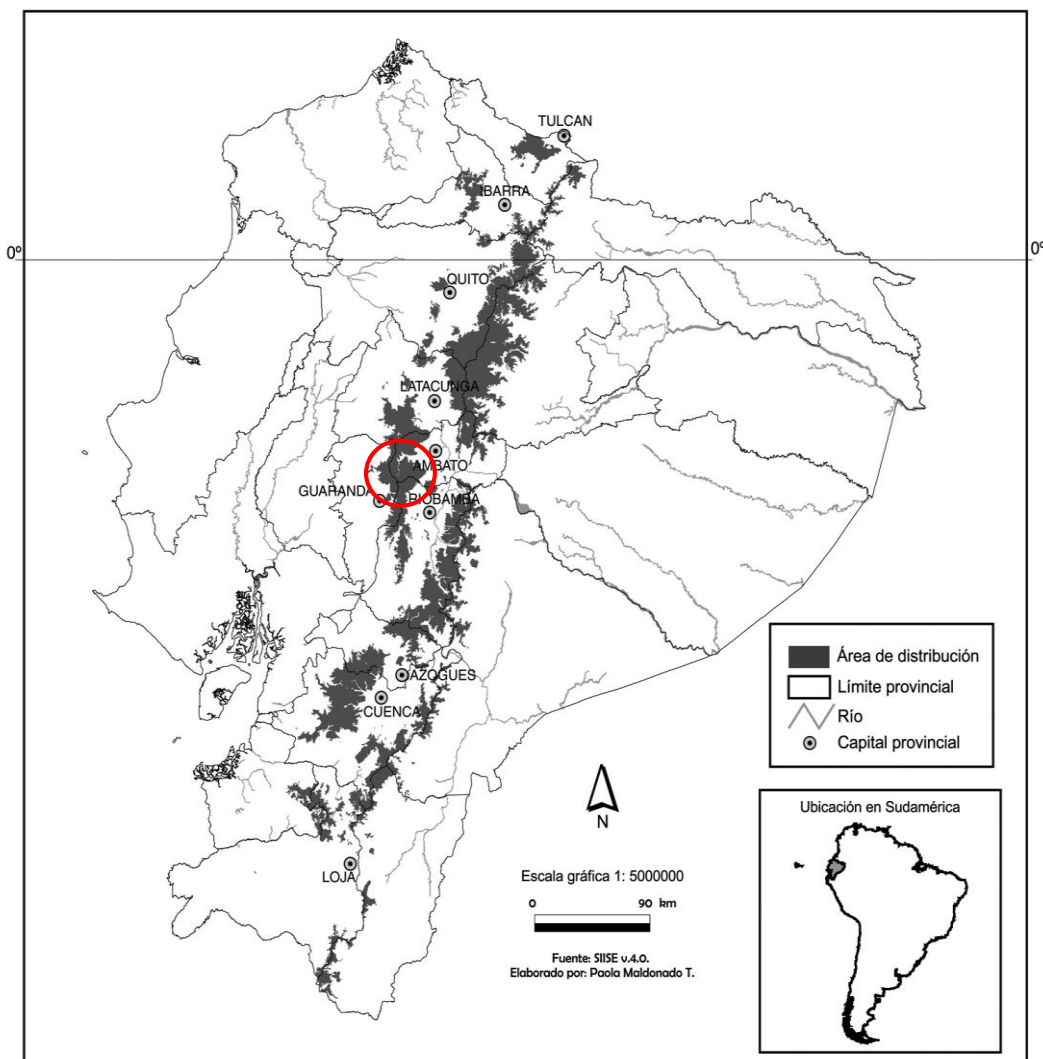 TULCAN
IBARRA
0º
0º
QUITO
LATACUNGA
AMBATO
GUARANDA
RIOBAMBA
AZOGUES
CUENCA
LOJA
N
Escala gráfica 1: 5000000
0 90 km
Fuente: SIISE v.4.0.
Elaborado por: Paola Maldonado T.
Área de distribución
Límite provincial
Río
Capital provincial
Ubicación en Sudamérica